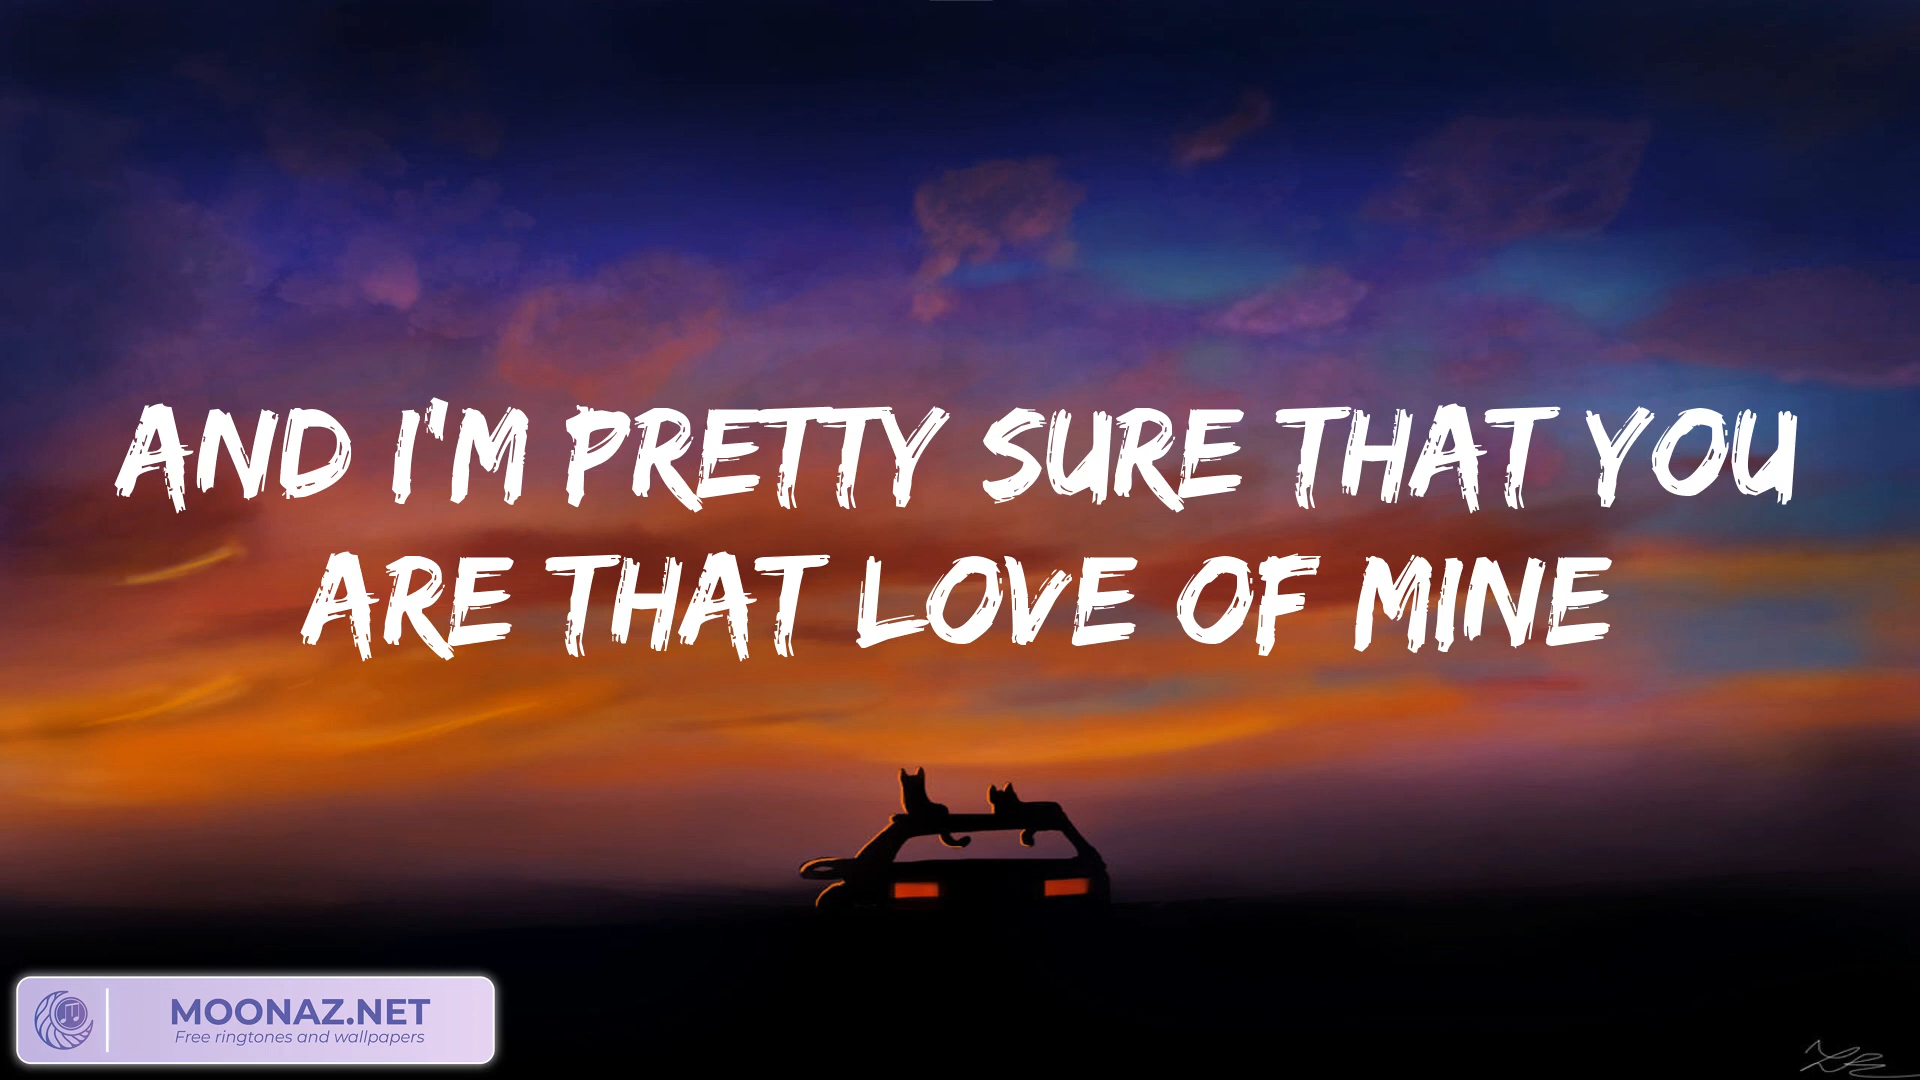 AND I'M PRETTY SURE THAT YOU
ARE THAT LOVE OF MINE
MOONAZ.NET
Free ringtones and wallpapers